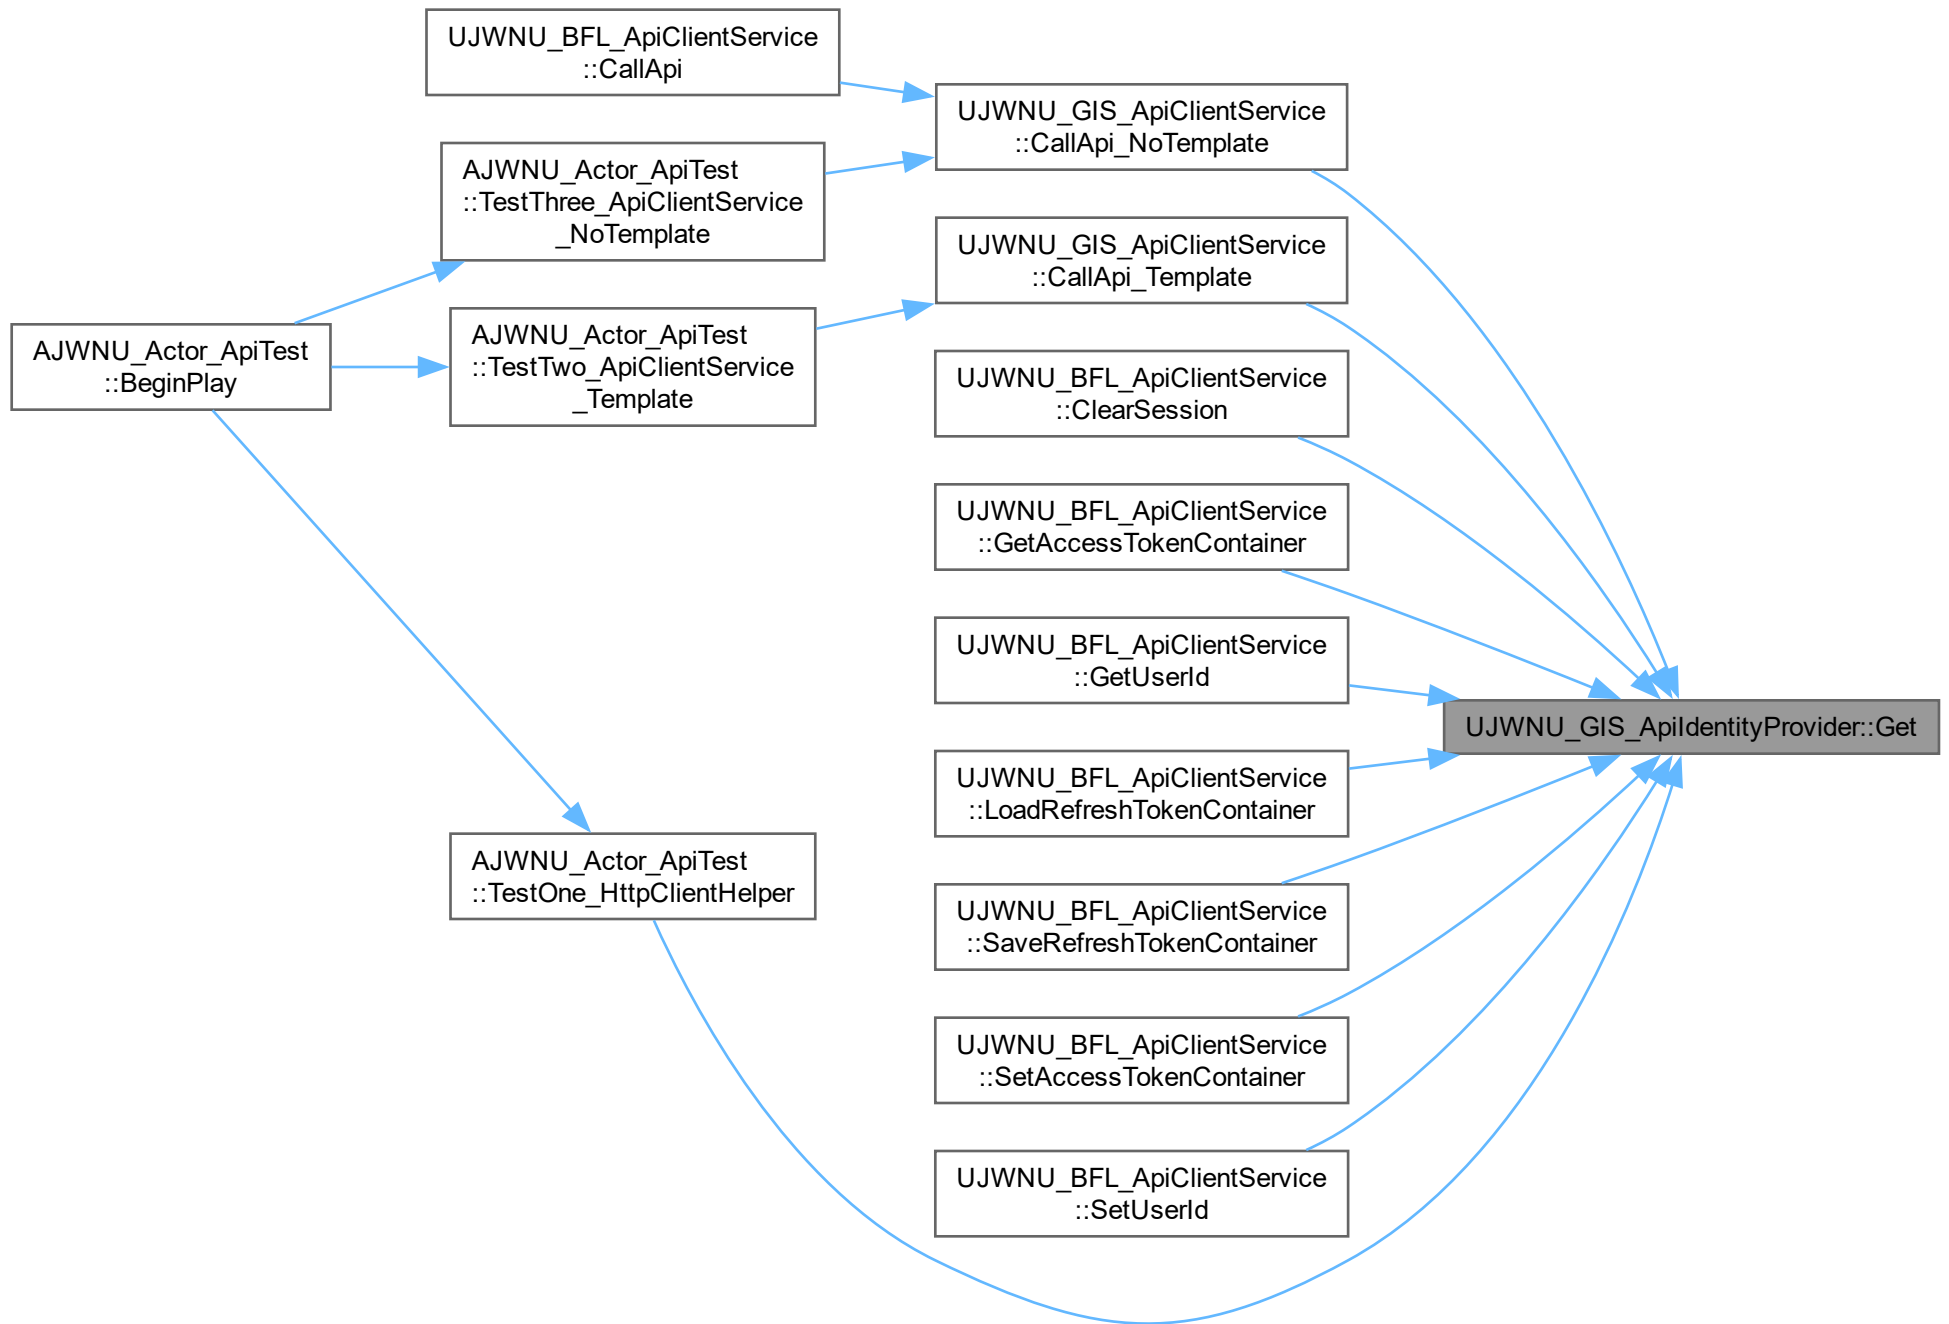 UJWNU_BFL_ApiClientService
::CallApi
UJWNU_GIS_ApiClientService
::CallApi_NoTemplate
AJWNU_Actor_ApiTest
::TestThree_ApiClientService
_NoTemplate
UJWNU_GIS_ApiClientService
::CallApi_Template
AJWNU_Actor_ApiTest
::BeginPlay
AJWNU_Actor_ApiTest
::TestTwo_ApiClientService
_Template
UJWNU_BFL_ApiClientService
::ClearSession
UJWNU_BFL_ApiClientService
::GetAccessTokenContainer
UJWNU_BFL_ApiClientService
::GetUserId
UJWNU_GIS_ApiIdentityProvider::Get
UJWNU_BFL_ApiClientService
::LoadRefreshTokenContainer
AJWNU_Actor_ApiTest
::TestOne_HttpClientHelper
UJWNU_BFL_ApiClientService
::SaveRefreshTokenContainer
UJWNU_BFL_ApiClientService
::SetAccessTokenContainer
UJWNU_BFL_ApiClientService
::SetUserId